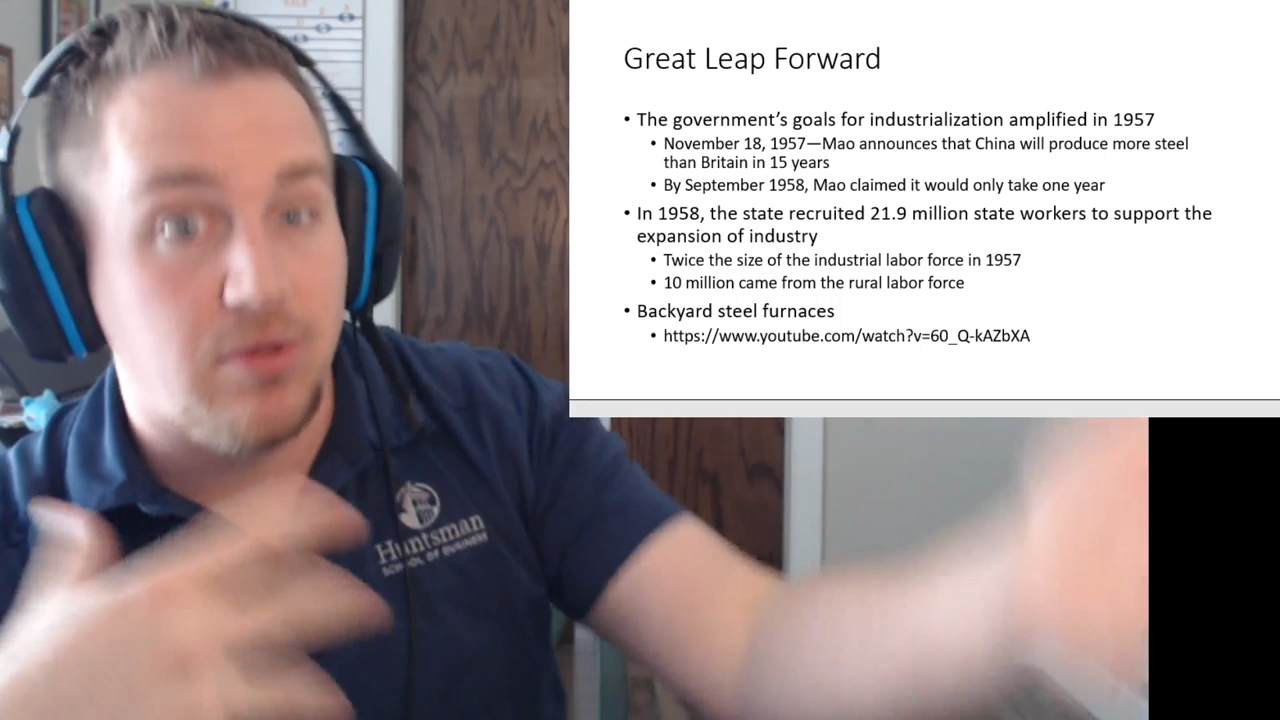 Great Leap Forward
• The government's goals for industrialization amplified in 1957
• November 18, 1957—Mao announces that China will produce more steel
than Britain in 15 years
• By September 1958, Mao claimed it would only take one year
• In 1958, the state recruited 21.9 million state workers to support the
expansion of industry
• Twice the size of the industrial labor force in 1957
• 10 million came from the rural labor force
• Backyard steel furnaces
• https://www.youtube.com/watch?v=60_Q-kAZbXA
Huntsman
SCHOOL OF BUSINESS